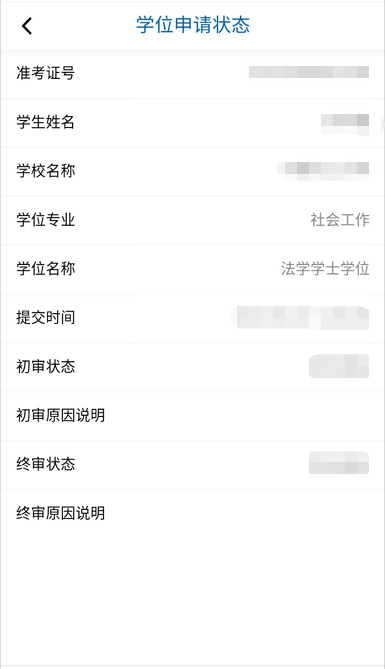 学位申请状态
准考证号
学生姓名
学校名称
学位专业 社会工作
学位名称 法学学士学位
提交时间
初审状态
初审原因说明
终审状态
终审原因说明